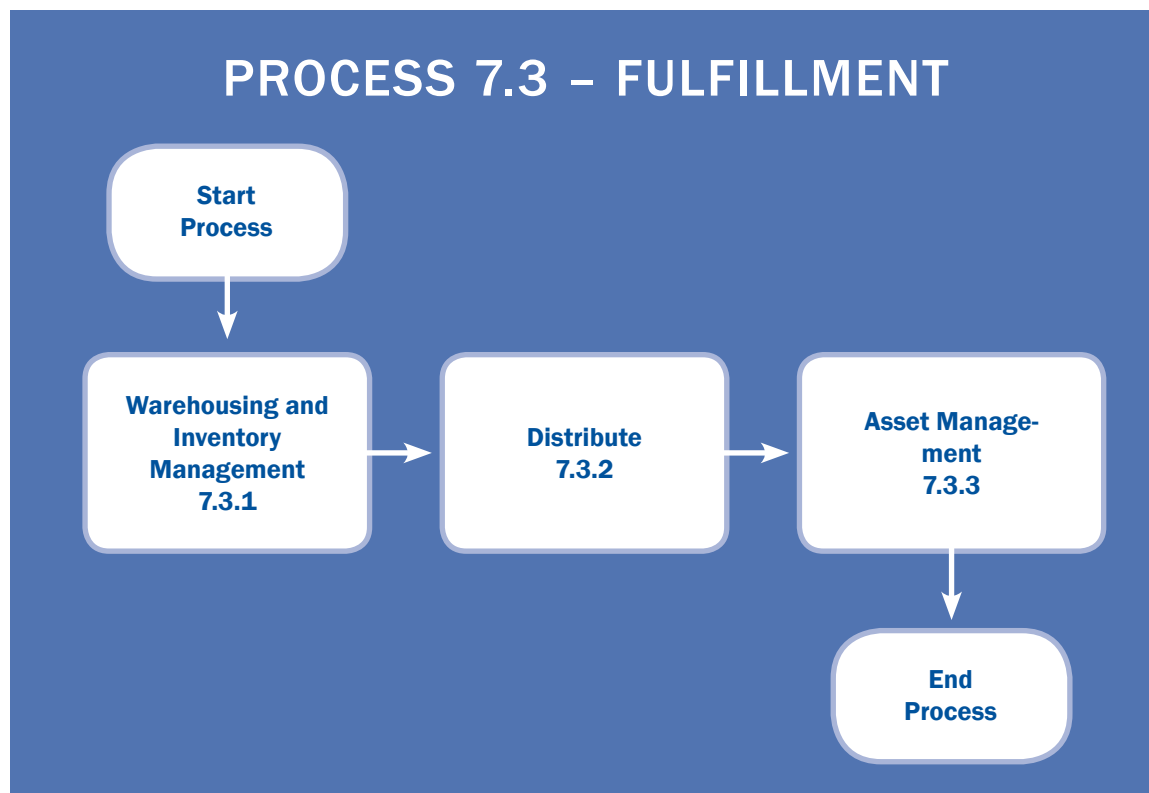 PROCESS 7.3 – FULFILLMENT
Start
Process
Warehousing and
Inventory
Management
7.3.1
Distribute
7.3.2
Asset Manage-
ment
7.3.3
End
Process